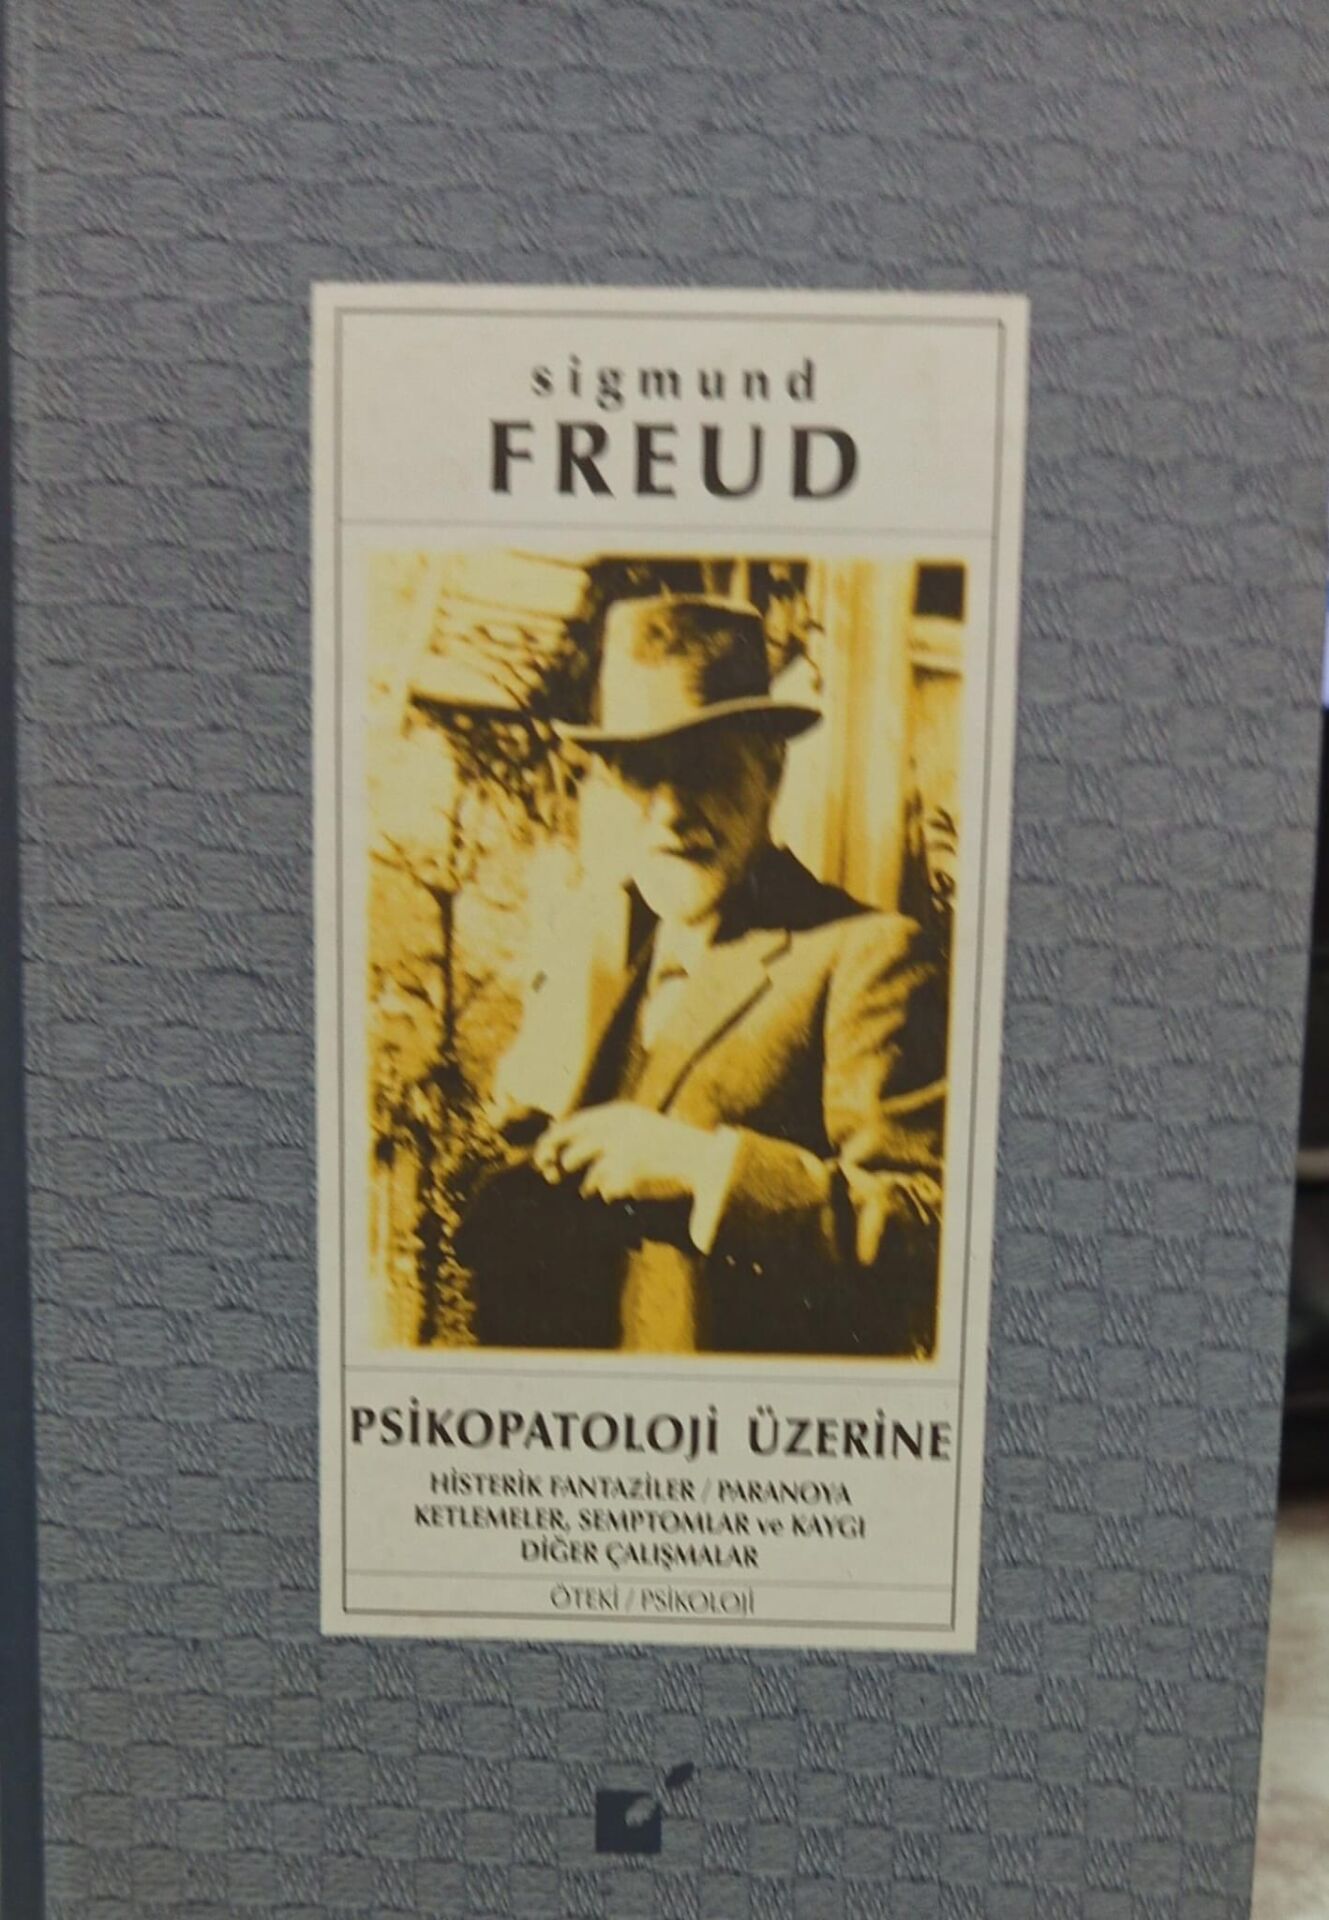 sigmund
FREUD
PSİKOPATOLOJİ ÜZERİNE
HİSTERİK FANTAZİLER / PARANOYA
KETLEMELER, SEMPTOMLAR ve KAYGI
DİĞER ÇALIŞMALAR
ÖTEKİ / PSİKOLOJİ